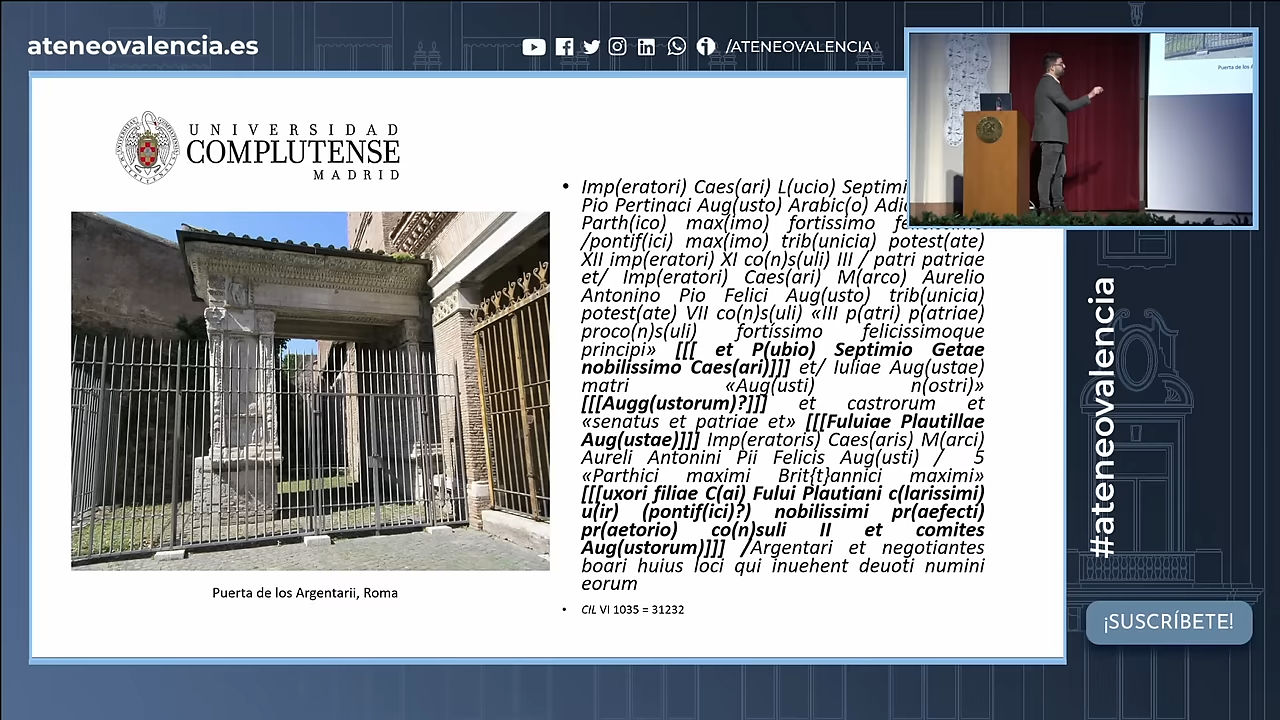 ateneovalencia.es
/ATENEOVALENCIA
UNIVERSIDAD
COMPLUTENSE
MADRID
Puerta de los
• Imp(eratori) Caes(ari) L(ucio) Septimi
Pio Pertinaci Aug(usto) Arabic(o)
Parth(ico) max(imo) fortissimo
/pontif(ici) max(imo) trib(unicia) potest(ate)
XII imp(eratori) XI co(n)s(uli) III / patri patriae
et/ Imp(eratori) Caes(ari) M(arco) Aurelio
Antonino Pio Felici Aug(usto) trib(unicia)
potest(ate) VII co(n)s(uli) «III p(atri) p(atriae)
proco(n)s(uli) fortissimo felicissimoque
principi» [[[ et P(ubio) Septimio Getae
nobilissimo Caes(ari)]]] et/ Iuliae Aug(ustae)
matri «Aug(usti) n(ostri)»
[[[Augg(ustorum)?]]] et castrorum et
«senatus et patriae et» [[[Fuluiae Plautillae
Aug(ustae)]]] Imp(eratoris) Caes(aris) M(arci)
Aureli Antonini Pii Felicis Aug(usti) / 5
«Parthici maximi Brit{t}annici maximi»
[[[uxori filiae C(ai) Fului Plautiani c(larissimi)
u(ir) (pontif(ici)?) nobilissimi pr(aefecti)
pr(aetorio) co(n)suli II et comites
Aug(ustorum)]]] /Argentari et negotiantes
boari huius loci qui inuehent deuoti numini
eorum
• CIL VI 1035 = 31232
Puerta de los Argentarii, Roma
#ateneovalencia
¡SUSCRÍBETE!